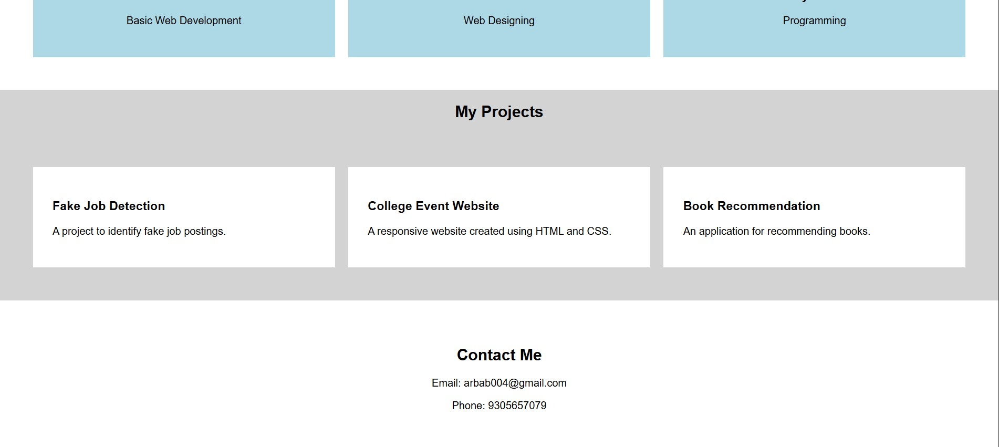 Basic Web Development
Web Designing
Programming
My Projects
Fake Job Detection
A project to identify fake job postings.
College Event Website
A responsive website created using HTML and CSS.
Book Recommendation
An application for recommending books.
Contact Me
Email: arbab004@gmail.com
Phone: 9305657079